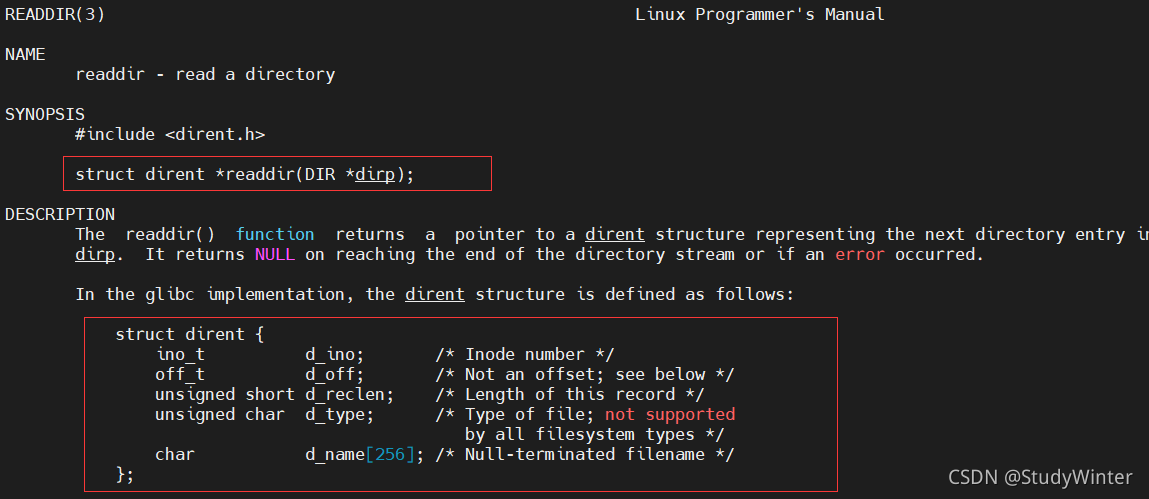 READDIR(3) Linux Programmer's Manual
NAME
readdir - read a directory
SYNOPSIS
#include <dirent.h>
struct dirent *readdir(DIR *dirp);
DESCRIPTION
The readdir() function returns a pointer to a dirent structure representing the next directory entry in
dirp. It returns NULL on reaching the end of the directory stream or if an error occurred.
In the glibc implementation, the dirent structure is defined as follows:
struct dirent {
ino_t d_ino; /* Inode number */
off_t d_off; /* Not an offset; see below */
unsigned short d_reclen; /* Length of this record */
unsigned char d_type; /* Type of file; not supported
by all filesystem types */
char d_name[256]; /* Null-terminated filename */
};
CSDN @StudyWinter